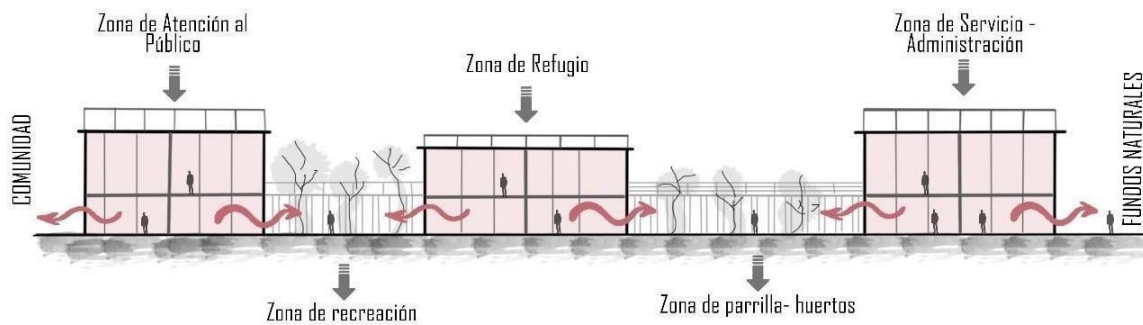 Zona de Atención al
Público
Zona de Refugio
Zona de Servicio -
Administración
COMUNIDAD
FUNDOS NATURALES
Zona de recreación
Zona de parrilla- huertos